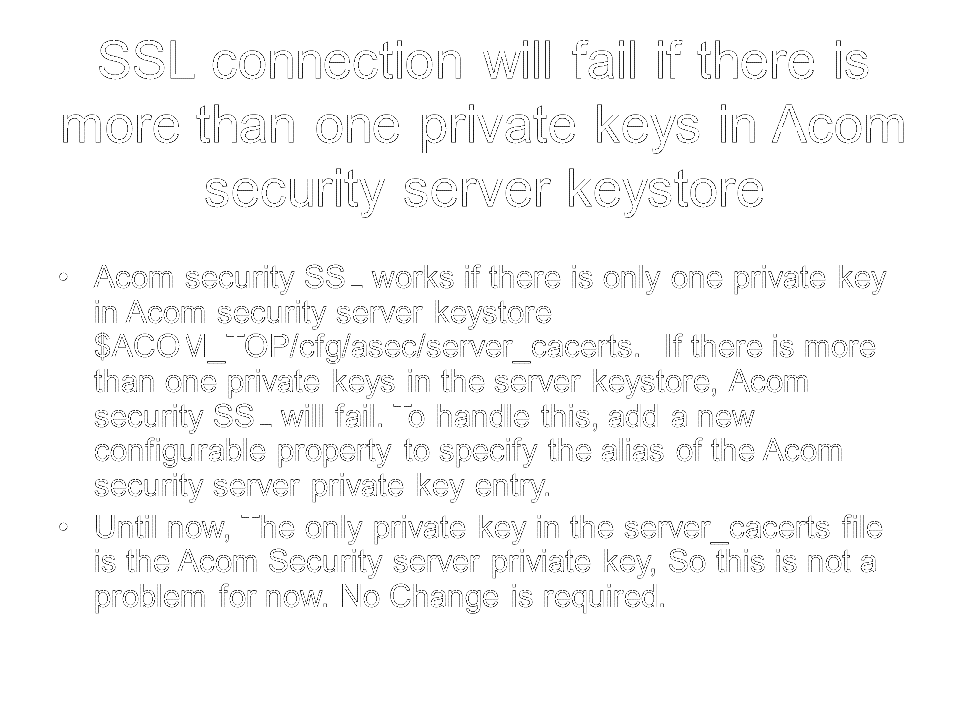 SSL connection will fail if there is
more than one private keys in Acom
security server keystore
• Acom security SSL works if there is only one private key
in Acom security server keystore
$ACOM_TOP/cfg/asec/server_cacerts.  If there is more
than one private keys in the server keystore, Acom
security SSL will fail. To handle this, add a new
configurable property to specify the alias of the Acom
security server private key entry.
• Until now, The only private key in the server_cacerts file
is the Acom Security server priviate key, So this is not a
problem for now. No Change is required.